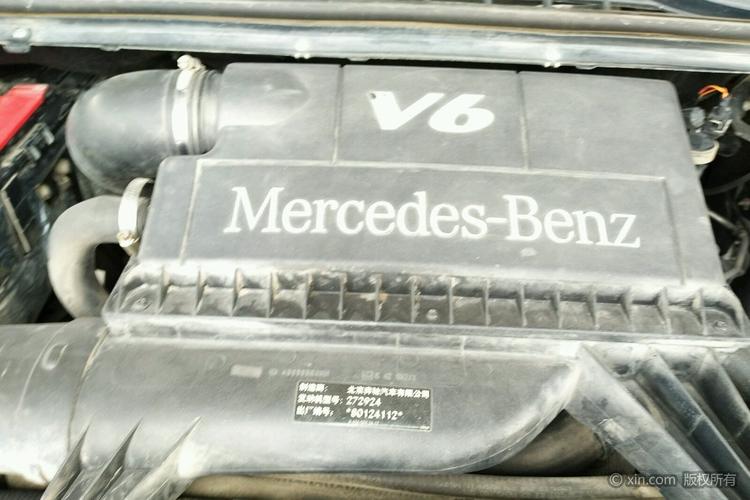 V6
Mercedes-Benz
制造商: 北京奔驰汽车有限公司
发动机型号: 272924
出厂编号: *80124112*
©xin.com 版权所有